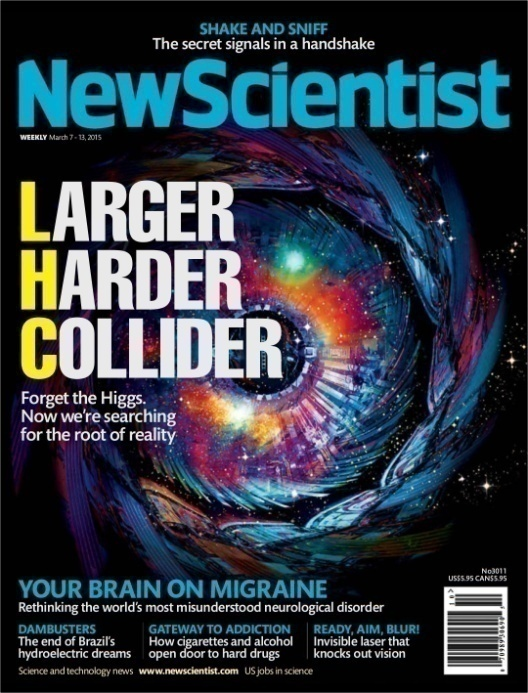 SHAKE AND SNIFF
The secret signals in a handshake
NewScientist
WEEKLY March 7 - 13, 2015
LARGER
HARDER
COLLIDER
Forget the Higgs.
Now we're searching
for the root of reality
No3011
US$5.95 CAN$5.95
YOUR BRAIN ON MIGRAINE
Rethinking the world's most misunderstood neurological disorder
DAMBUSTERS
The end of Brazil's
hydroelectric dreams
GATEWAY TO ADDICTION
How cigarettes and alcohol
open door to hard drugs
READY, AIM, BLUR!
Invisible laser that
knocks out vision
Science and technology news www.newscientist.com US jobs in science